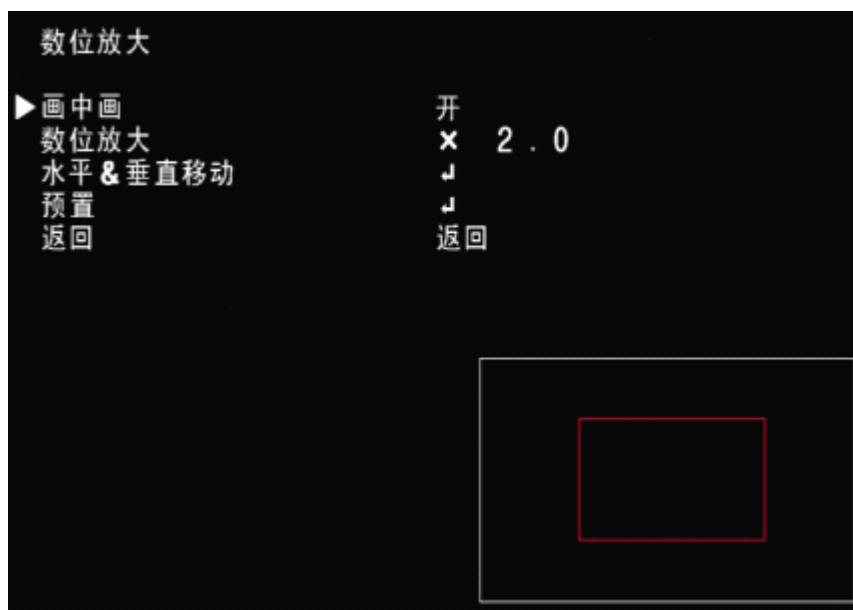 数位放大
▶画中画 开
数位放大 × 2.0
水平&垂直移动 ↲
预置 ↲
返回 返回